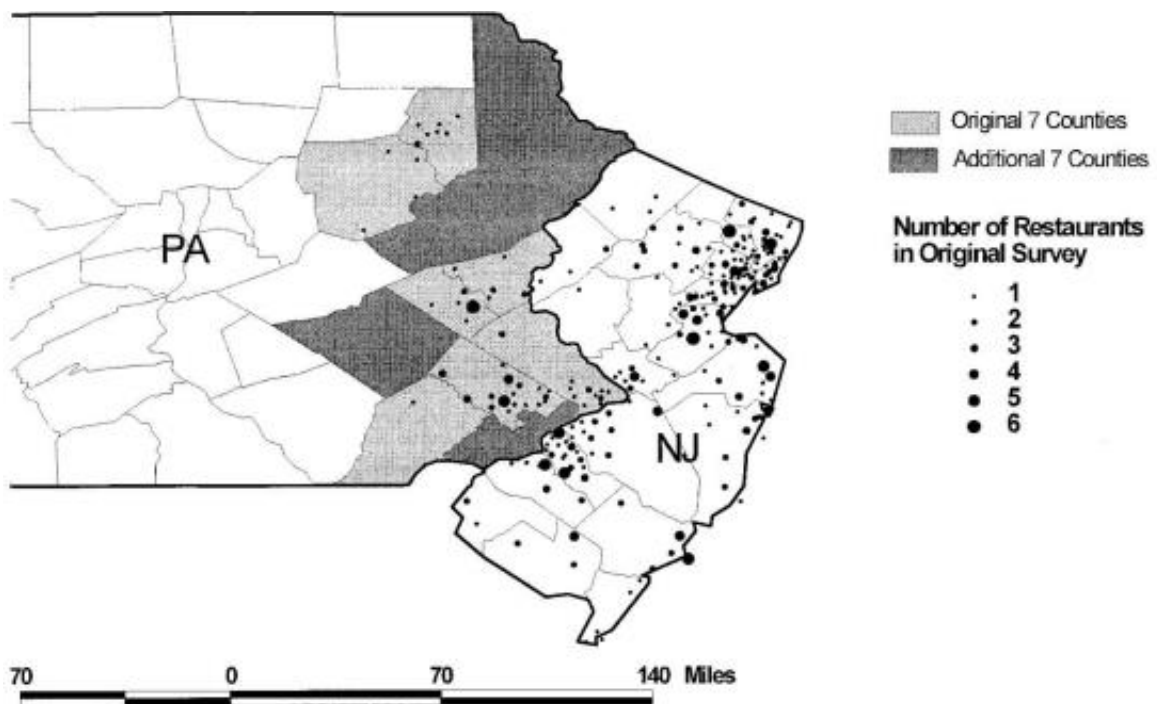 PA
NJ
Original 7 Counties
Additional 7 Counties
Number of Restaurants
in Original Survey
1
2
3
4
5
6
70 0 70 140 Miles